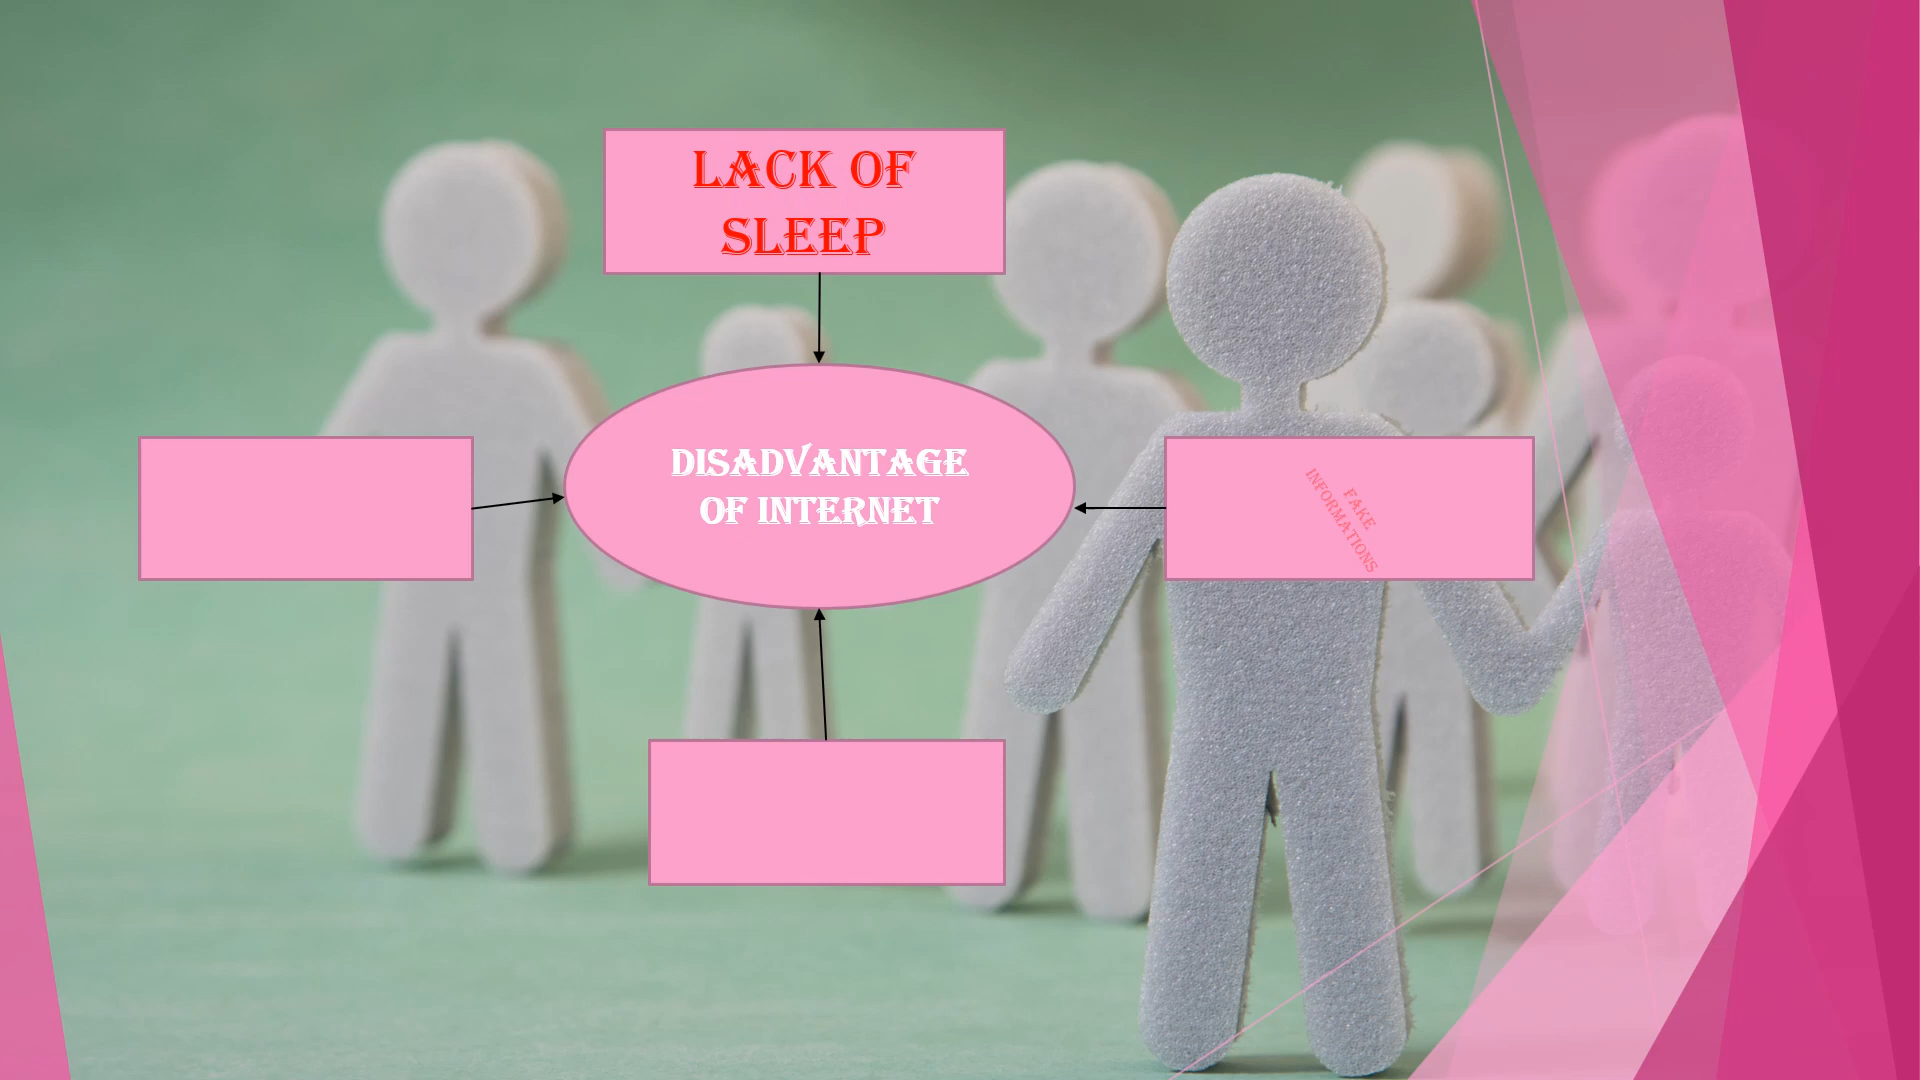 LACK OF
SLEEP
DISADVANTAGE
OF INTERNET
FAKE
INFORMATIONS